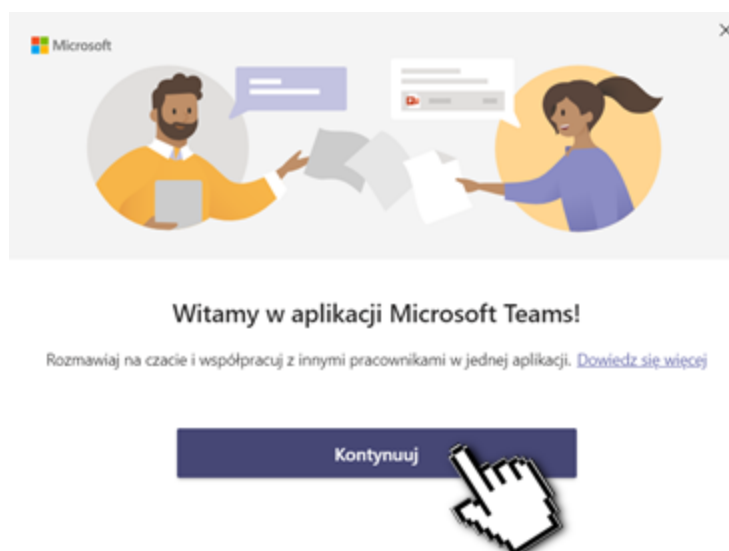 Microsoft
Witamy w aplikacji Microsoft Teams!
Rozmawiaj na czacie i współpracuj z innymi pracownikami w jednej aplikacji. Dowiedz się więcej
Kontynuuj